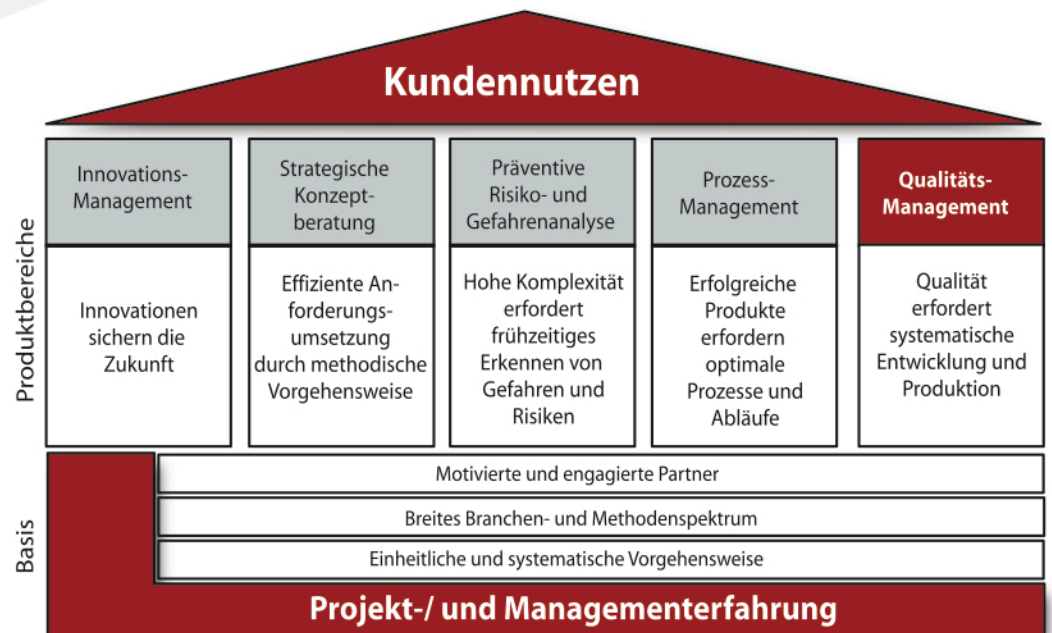 Kundennutzen
Produktbereiche
Innovations-
Management
Innovationen
sichern die
Zukunft
Strategische
Konzept-
beratung
Effiziente An-
forderungs-
umsetzung
durch methodische
Vorgehensweise
Präventive
Risiko- und
Gefahrenanalyse
Hohe Komplexität
erfordert
frühzeitiges
Erkennen von
Gefahren und
Risiken
Prozess-
Management
Erfolgreiche
Produkte
erfordern
optimale
Prozesse und
Abläufe
Qualitäts-
Management
Qualität
erfordert
systematische
Entwicklung und
Produktion
Basis
Motivierte und engagierte Partner
Breites Branchen- und Methodenspektrum
Einheitliche und systematische Vorgehensweise
Projekt-/ und Managementerfahrung